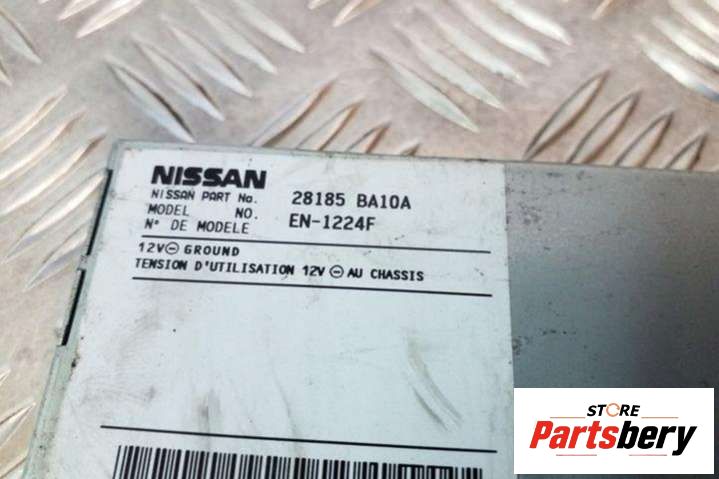 NISSAN
NISSAN PART No. 28185 BA10A
MODEL NO. EN-1224F
N° DE MODELE
12V⊖ GROUND
TENSION D'UTILISATION 12V ⊖ AU CHASSIS
STORE
Partsbery